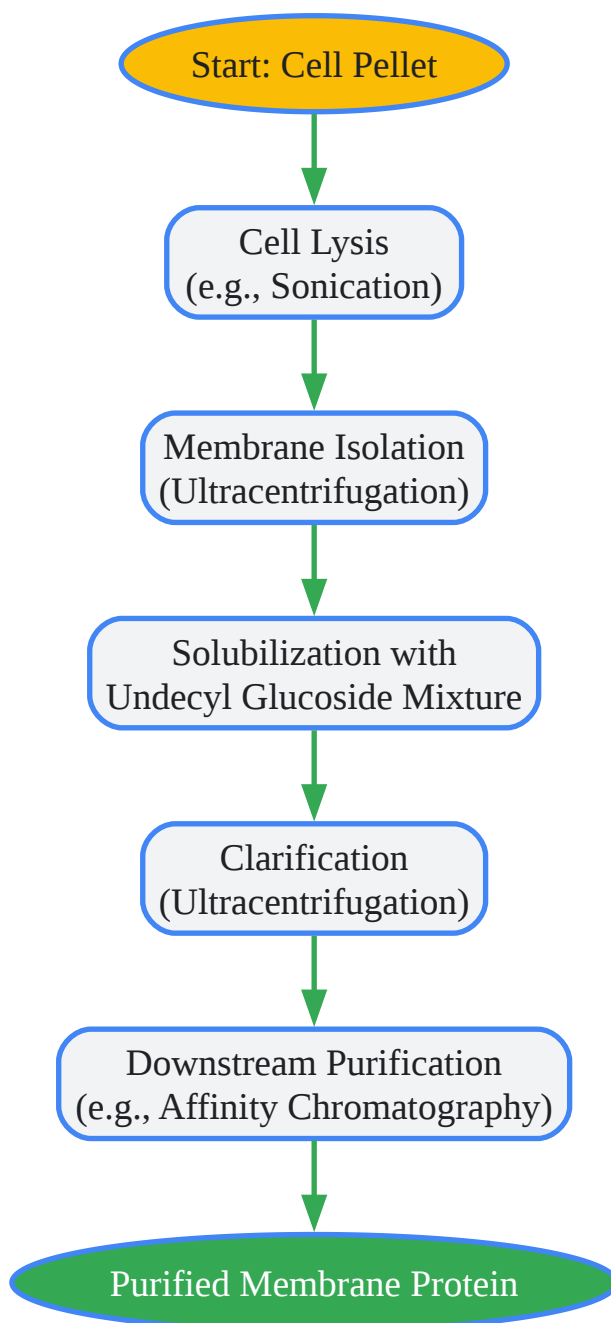 Start: Cell Pellet
Cell Lysis
(e.g., Sonication)
Membrane Isolation
(Ultracentrifugation)
Solubilization with
Undecyl Glucoside Mixture
Clarification
(Ultracentrifugation)
Downstream Purification
(e.g., Affinity Chromatography)
Purified Membrane Protein